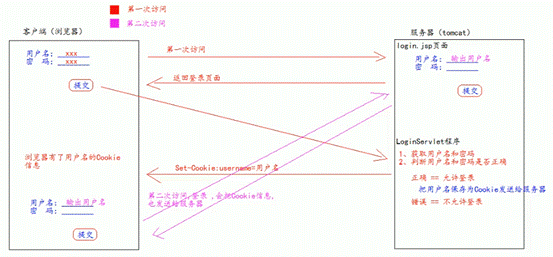 第一次访问
第二次访问
客户端（浏览器）
用户名: xxx
密 码: xxx
提交
浏览器有了用户名的Cookie
信息
用户名: 输出用户名
密 码:
提交
第一次访问
返回登录页面
Set-Cookie:username=用户名
第二次访问,登录 ,会把Cookie信息,
也发送给服务器
服务器（tomcat）
login.jsp页面
用户名: 输出用户名
密 码:
提交
LoginServlet程序
1、获取用户名和密码
2、判断用户名和密码是否正确
正确 == 允许登录
把用户名保存为Cookie发送给服务器
错误 == 不允许登录